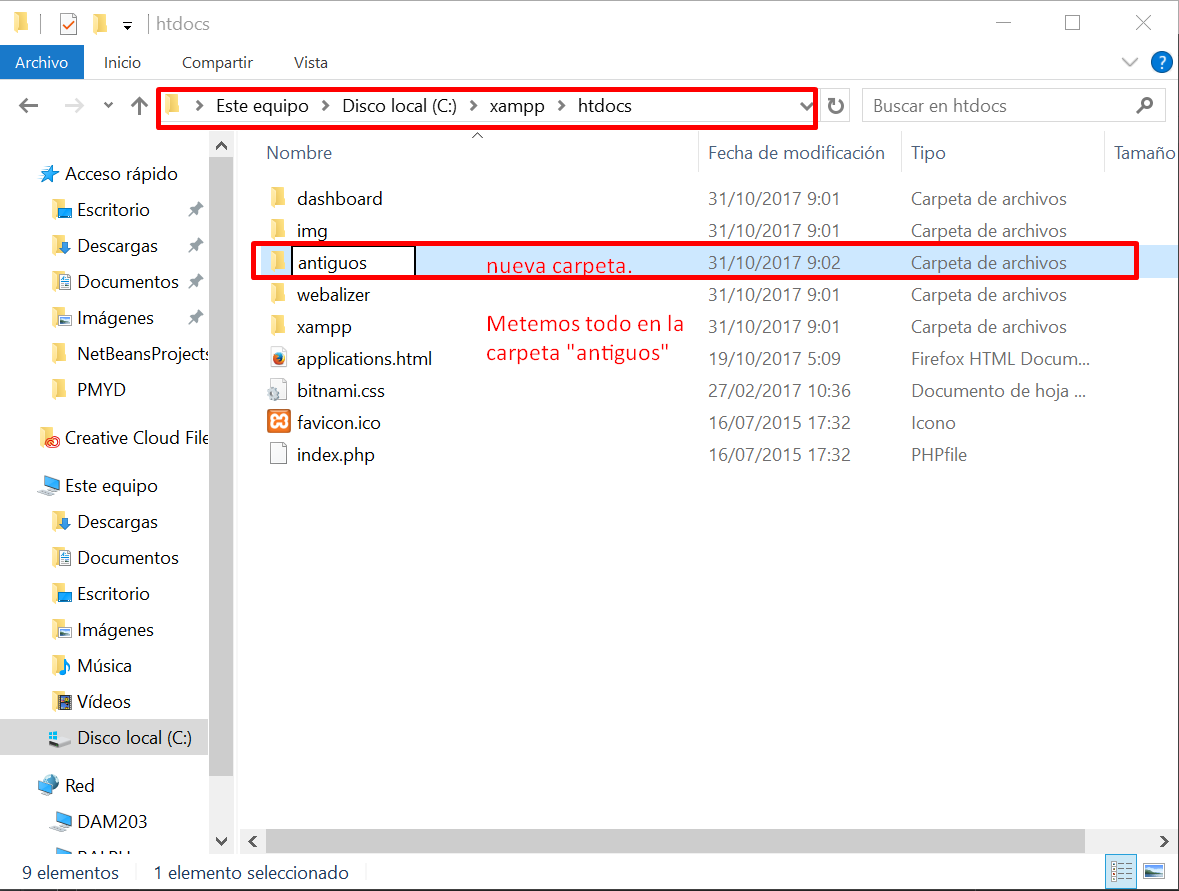 htdocs
Archivo Inicio Compartir Vista
Este equipo Disco local (C:) xampp htdocs Buscar en htdocs
Nombre Fecha de modificación Tipo Tamaño
Acceso rápido
Escritorio
Descargas
Documentos
Imágenes
NetBeansProjects
PMYD
Creative Cloud File
Este equipo
Descargas
Documentos
Escritorio
Imágenes
Música
Vídeos
Disco local (C:)
Red
DAM203
dashboard 31/10/2017 9:01 Carpeta de archivos
img 31/10/2017 9:01 Carpeta de archivos
antiguos nueva carpeta. 31/10/2017 9:02 Carpeta de archivos
webalizer 31/10/2017 9:01 Carpeta de archivos
xampp 31/10/2017 9:01 Carpeta de archivos
applications.html 19/10/2017 5:09 Firefox HTML Docum...
bitnami.css 27/02/2017 10:36 Documento de hoja ...
favicon.ico 16/07/2015 17:32 Icono
index.php 16/07/2015 17:32 PHPfile
Metemos todo en la
carpeta "antiguos"
9 elementos 1 elemento seleccionado